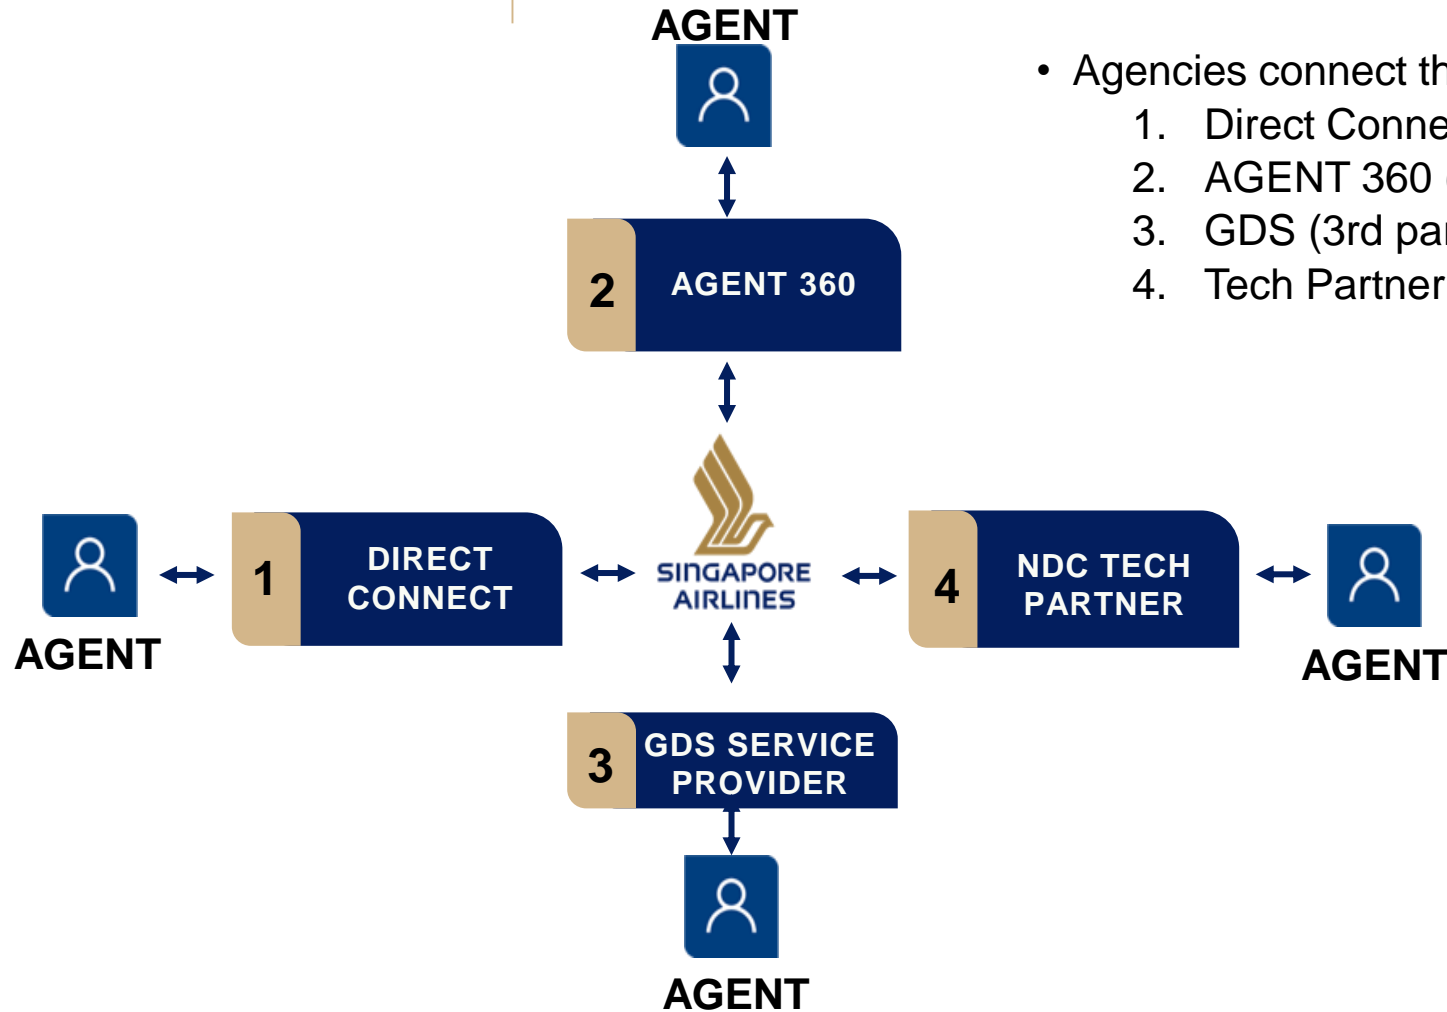 AGENT
• Agencies connect th
1. Direct Conne
2. AGENT 360
3. GDS (3rd par
4. Tech Partner
2
AGENT 360
1
DIRECT
CONNECT
SINGAPORE
AIRLINES
4
NDC TECH
PARTNER
AGENT
AGENT
3
GDS SERVICE
PROVIDER
AGENT